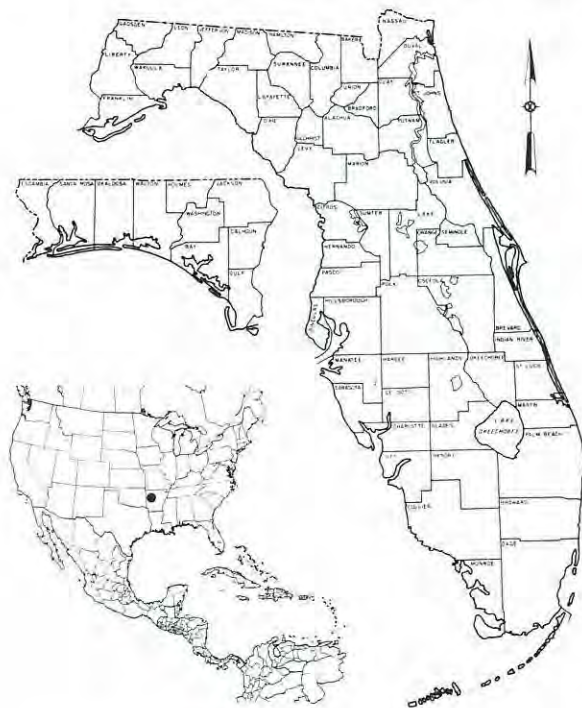 NASSAU
GADSDEN
LEON
JEFFERSON
MADISON
HAMILTON
BAKER
DUVAL
LIBERTY
WAKULLA
TAYLOR
SUWANNEE
COLUMBIA
UNION
CLAY
ST JOHNS
BRADFORD
LAFAYETTE
FRANKLIN
DIXIE
ALACHUA
PUTNAM
GILCHRIST
FLAGLER
LEVY
MARION
VOLUSIA
ESCAMBIA
SANTA ROSA
OKALOOSA
WALTON
HOLMES
JACKSON
WASHINGTON
BAY
CALHOUN
GULF
CITRUS
SUMTER
LAKE
ORANGE
SEMINOLE
HERNANDO
PASCO
POLK
OSCEOLA
HILLSBOROUGH
PINELLAS
BREVARD
INDIAN RIVER
MANATEE
HARDEE
HIGHLANDS
OKEECHOBEE
ST LUCIE
SARASOTA
DE SOTO
MARTIN
CHARLOTTE
GLADES
LAKE
OKEECHOBEE
PALM BEACH
LEE
HENDRY
BROWARD
COLLIER
DADE
MONROE